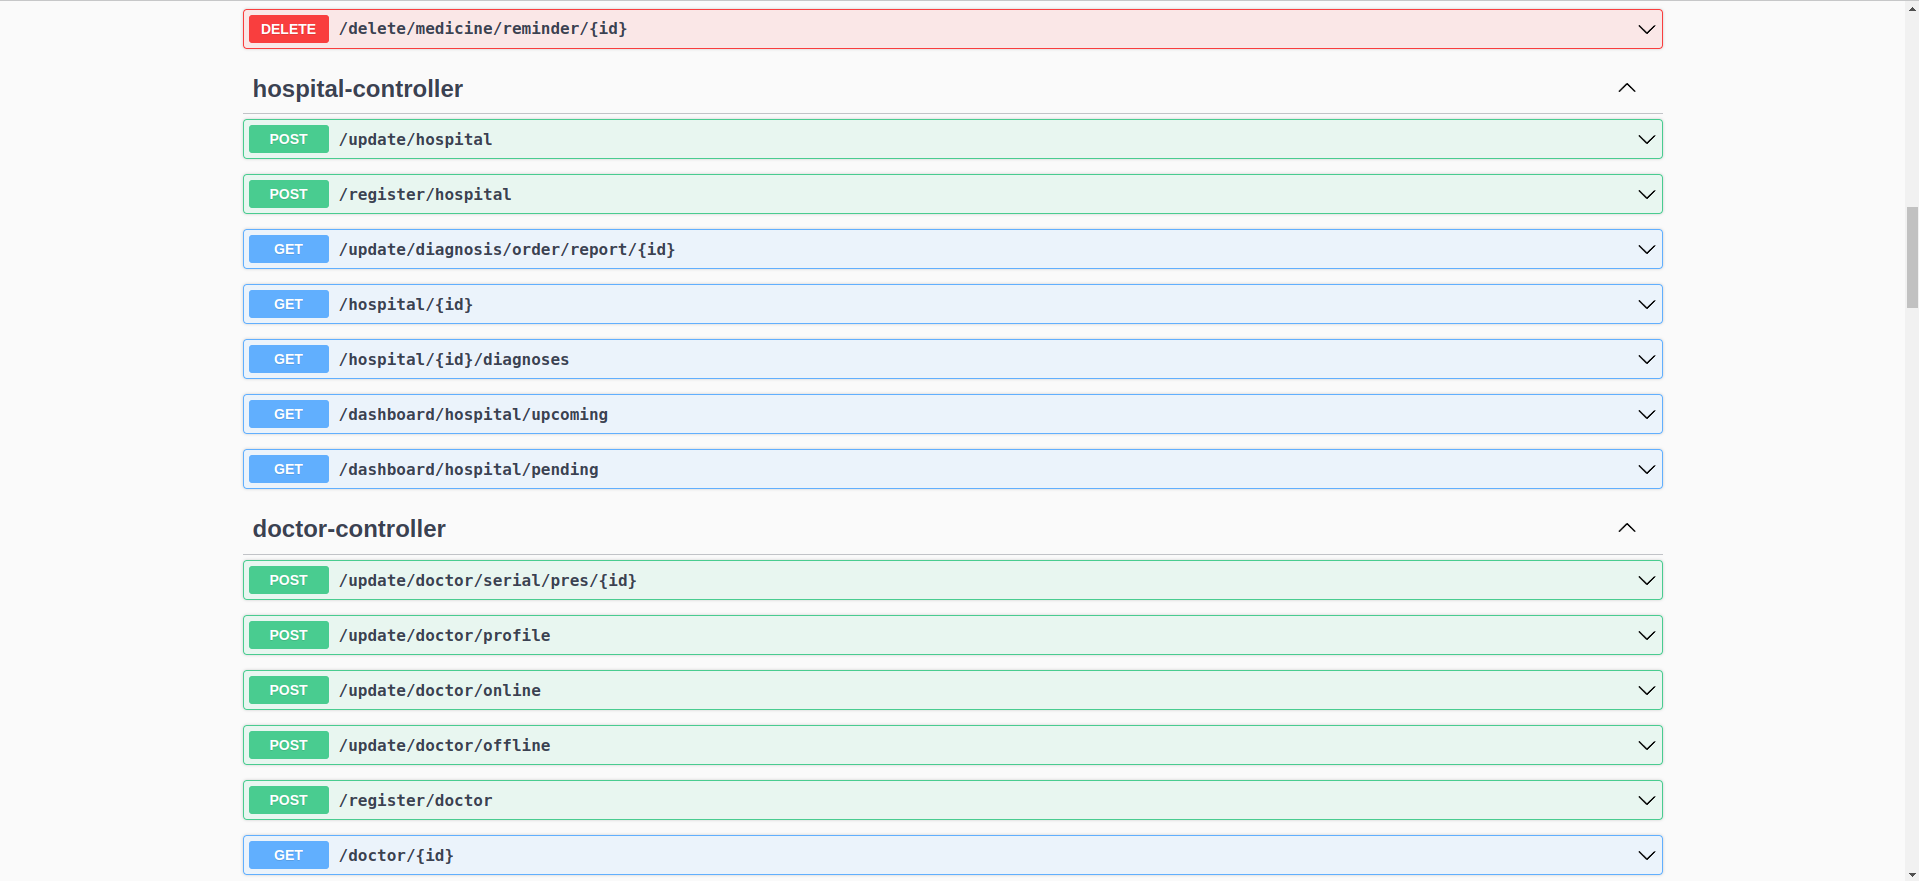 DELETE /delete/medicine/reminder/{id}
hospital-controller
POST /update/hospital
POST /register/hospital
GET /update/diagnosis/order/report/{id}
GET /hospital/{id}
GET /hospital/{id}/diagnoses
GET /dashboard/hospital/upcoming
GET /dashboard/hospital/pending
doctor-controller
POST /update/doctor/serial/pres/{id}
POST /update/doctor/profile
POST /update/doctor/online
POST /update/doctor/offline
POST /register/doctor
GET /doctor/{id}